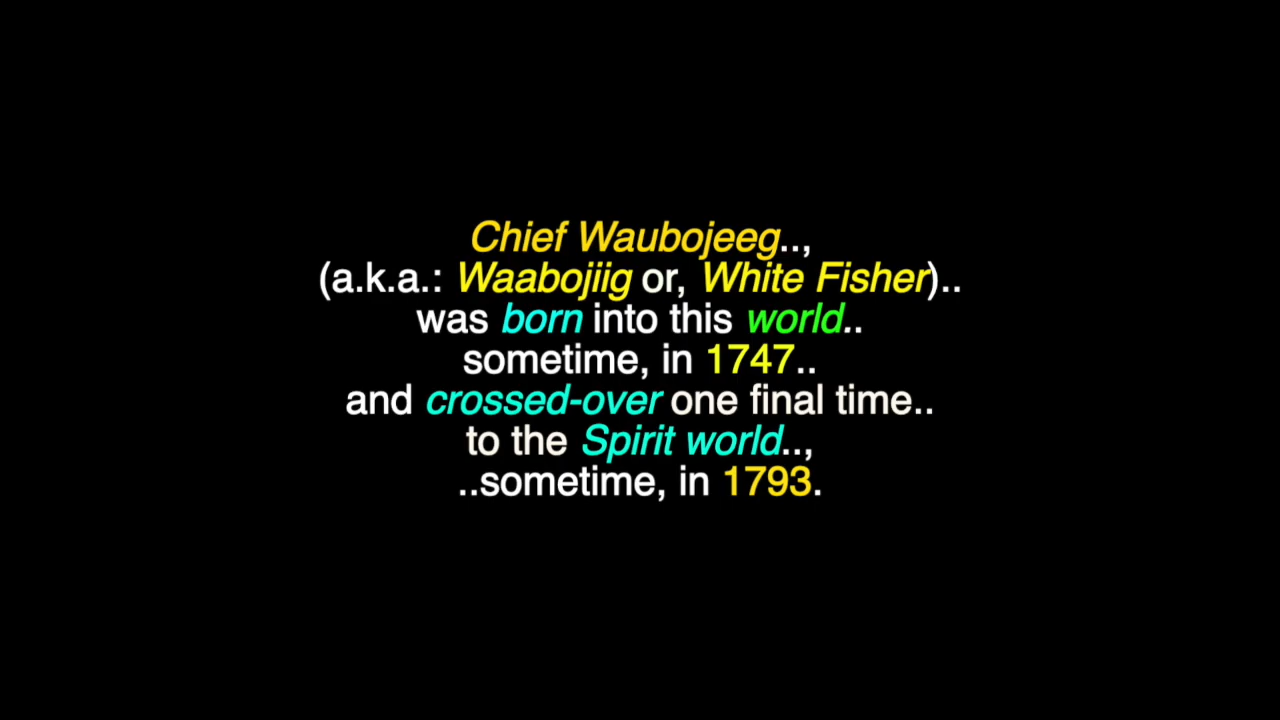 Chief Waubojeeg..,
(a.k.a.: Waabojiig or, White Fisher)..
was born into this world..
sometime, in 1747..
and crossed-over one final time..
to the Spirit world..,
..sometime, in 1793.